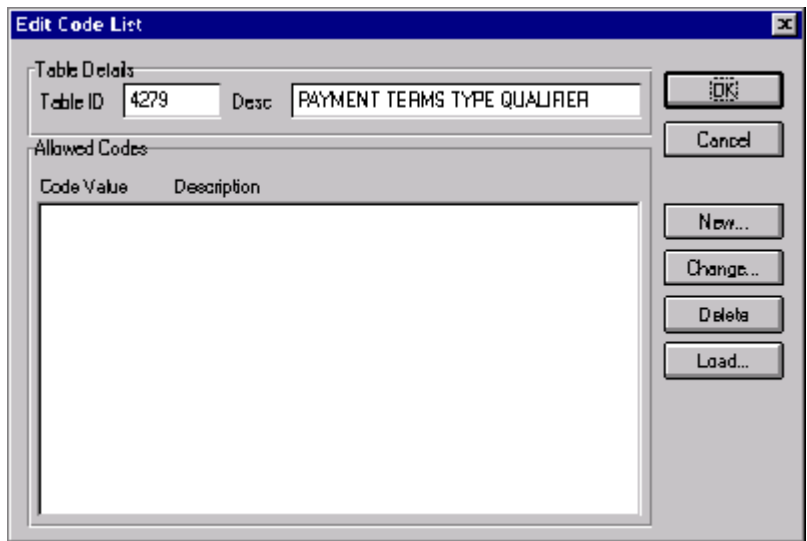 Edit Code List
Table Details
Table ID 4279 Desc PAYMENT TERMS TYPE QUALIFIER
OK
Cancel
Allowed Codes
Code Value Description
New...
Change...
Delete
Load...